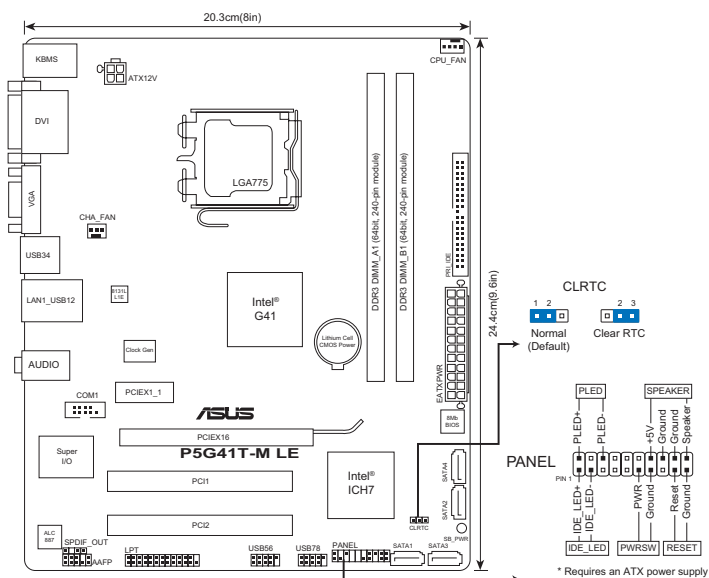 20.3cm(8in)
KBMS
ATX12V
CPU_FAN
DVI
LGA775
DDR3 DIMM_A1 (64bit, 240-pin module)
DDR3 DIMM_B1 (64bit, 240-pin module)
PRI_IDE
24.4cm(9.6in)
VGA
CHA_FAN
USB34
LAN1_USB12
8131L
L1E
Intel®
G41
Lithium Cell
CMOS Power
EATXPWR
CLRTC
1 2
2 3
Normal
(Default)
Clear RTC
Clock Gen
AUDIO
PCIEX1_1
COM1
ASUS
8Mb
BIOS
PCIEX16
P5G41T-M LE
Super
I/O
PCI1
Intel®
ICH7
SATA4
SATA2
PCI2
CLRTC
SB_PWR
ALC
887
SPDIF_OUT
AAFP
LPT
USB56
USB78
PANEL
SATA1
SATA3
PLED
SPEAKER
PLED+
PLED-
+5V
Ground
Ground
Speaker
PANEL
PIN 1
IDE_LED+
IDE_LED-
PWR
Ground
Reset
Ground
IDE_LED
PWRSW
RESET
* Requires an ATX power supply